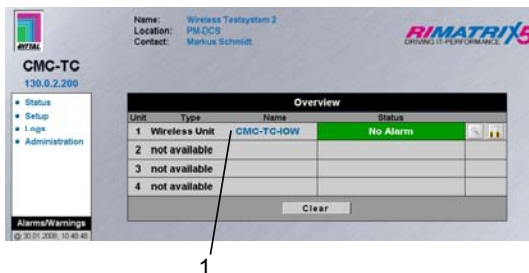 RITTAL
CMC-TC
130.0.2.200
Status
Setup
Logs
Administration
Alarms/Warnings
30.01.2008, 10:48:48
Name: Wireless Testsystem 2
Location: PM-DCS
Contact: Markus Schmidt
RIMATRIX5
DRIVING IT-PERFORMANCE
Overview
Unit Type Name Status
1 Wireless Unit CMC-TC-IOW No Alarm
2 not available
3 not available
4 not available
Clear
1